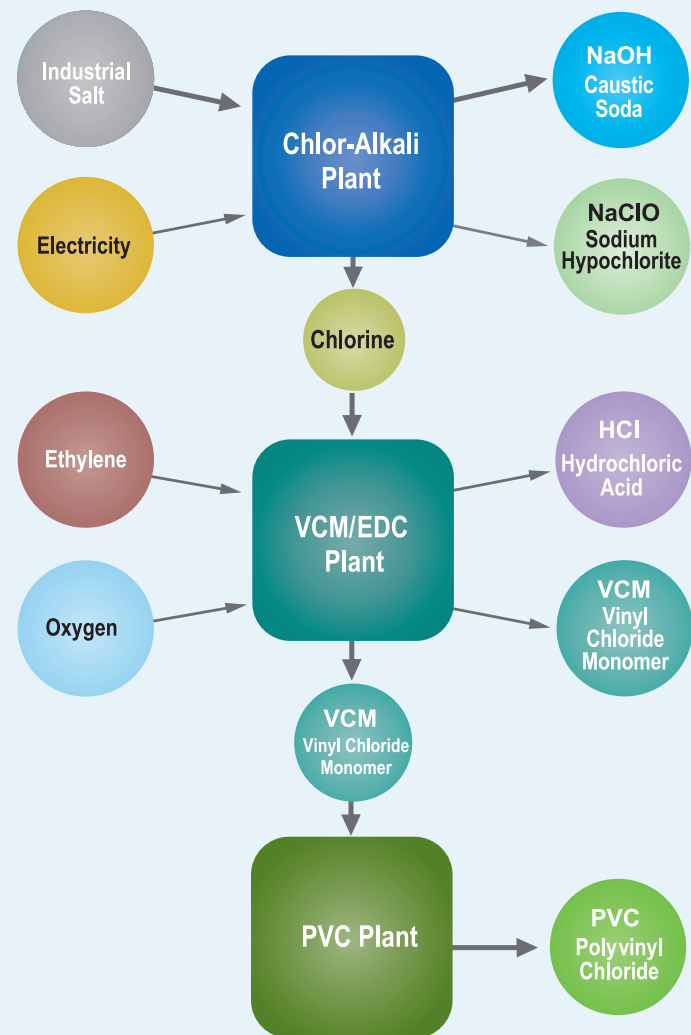 Industrial
Salt
Chlor-Alkali
Plant
NaOH
Caustic
Soda
Electricity
NaClO
Sodium
Hypochlorite
Chlorine
Ethylene
VCM/EDC
Plant
HCl
Hydrochloric
Acid
Oxygen
VCM
Vinyl
Chloride
Monomer
VCM
Vinyl Chloride
Monomer
PVC Plant
PVC
Polyvinyl
Chloride